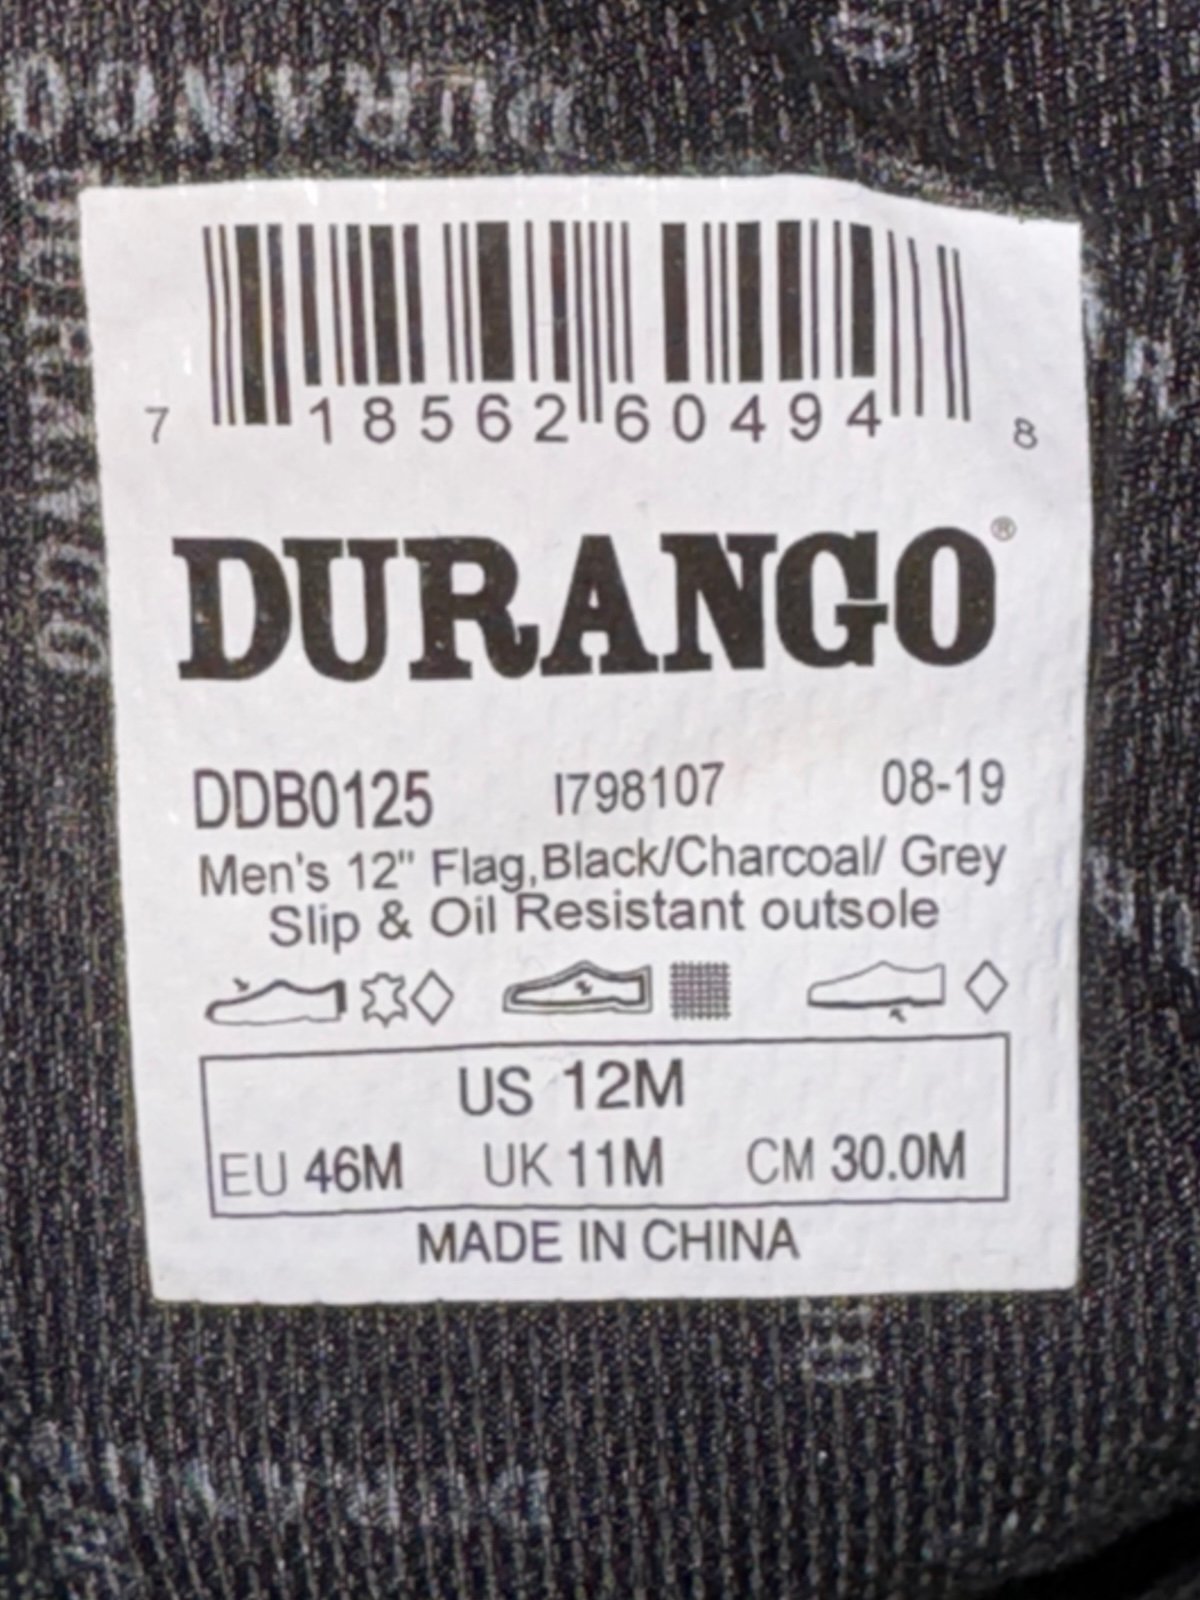 DURANGO
7 18562 60494 8
DURANGO®
DDB0125 I798107 08-19
Men's 12" Flag,Black/Charcoal/ Grey
Slip & Oil Resistant outsole
US 12M
EU 46M UK 11M CM 30.0M
MADE IN CHINA